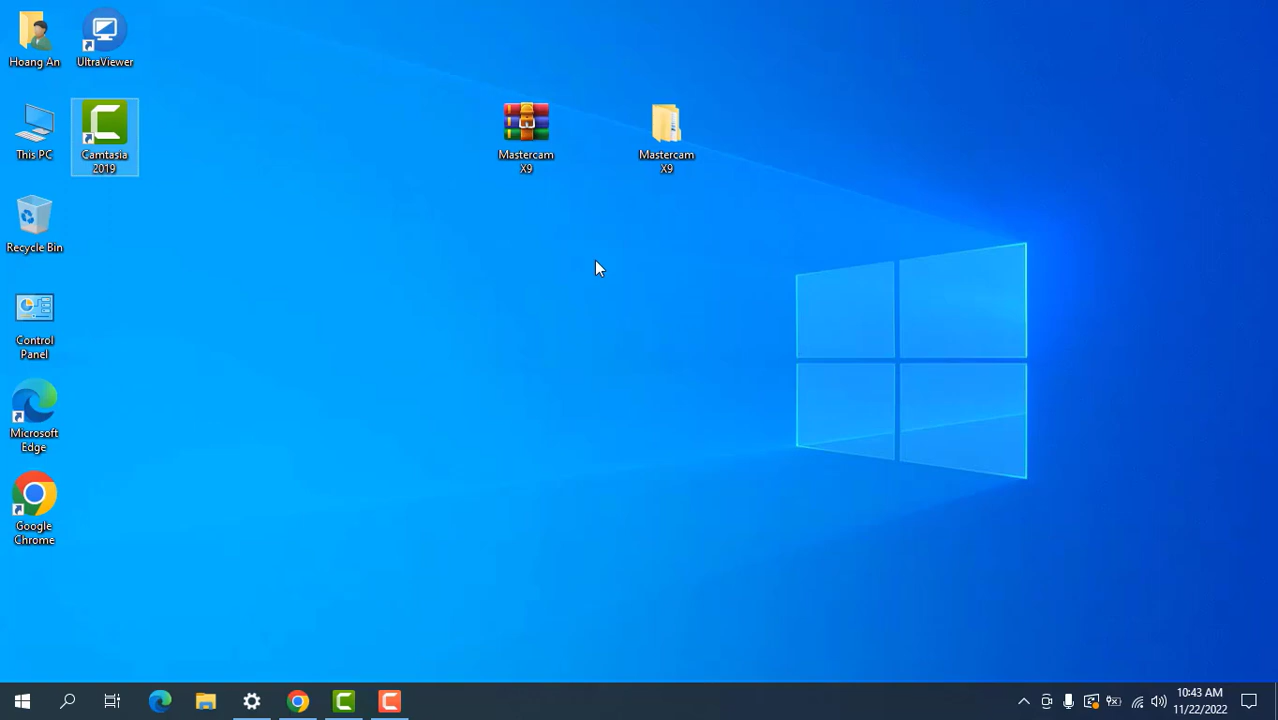 Hoang An
UltraViewer
This PC
Camtasia
2019
Recycle Bin
Control
Panel
Microsoft
Edge
Google
Chrome
Mastercam
X9
Mastercam
X9
10:43 AM
11/22/2022